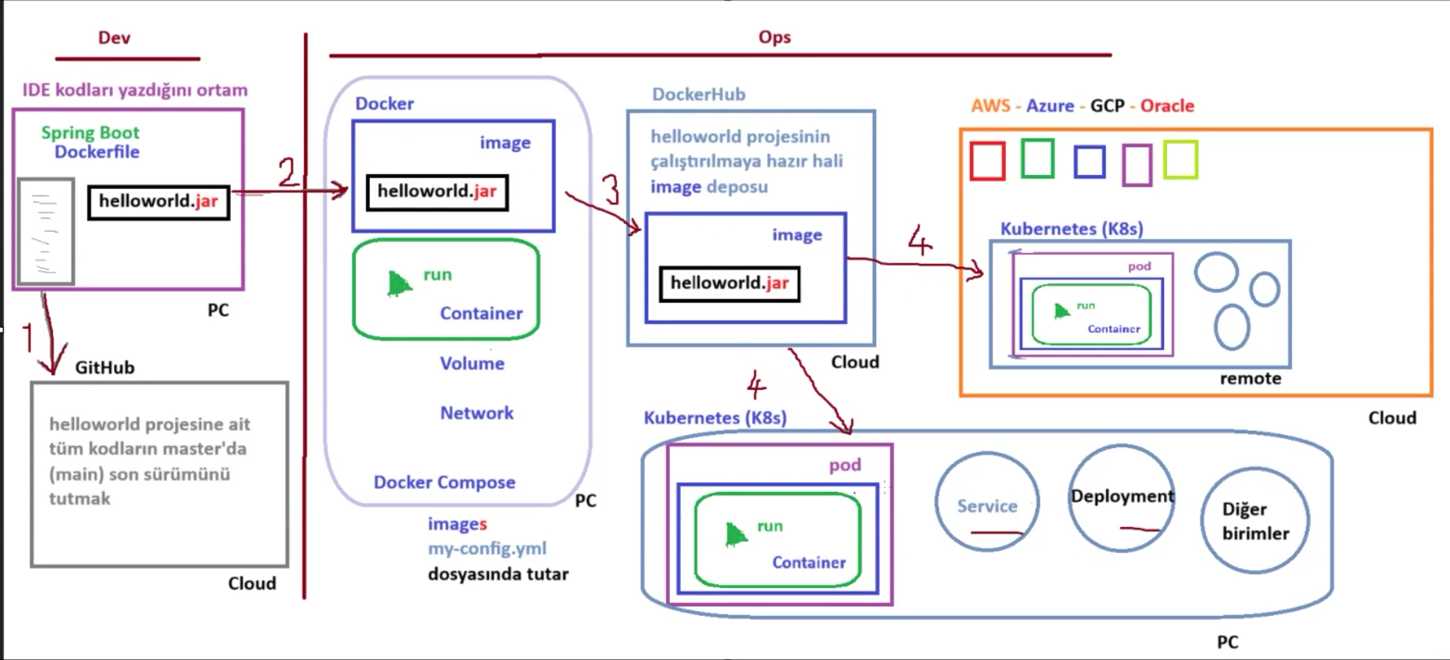 Dev
Ops
IDE kodları yazdığını ortam
Spring Boot
Dockerfile
helloworld.jar
PC
1
GitHub
helloworld projesine ait
tüm kodların master'da
(main) son sürümünü
tutmak
Cloud
2
Docker
image
helloworld.jar
run
Container
Volume
Network
Docker Compose
PC
images
my-config.yml
dosyasında tutar
3
DockerHub
helloworld projesinin
çalıştırılmaya hazır hali
image deposu
image
helloworld.jar
Cloud
4
AWS - Azure - GCP - Oracle
Kubernetes (K8s)
pod
run
Container
remote
Cloud
4
Kubernetes (K8s)
pod
run
Container
Service
Deployment
Diğer
birimler
PC